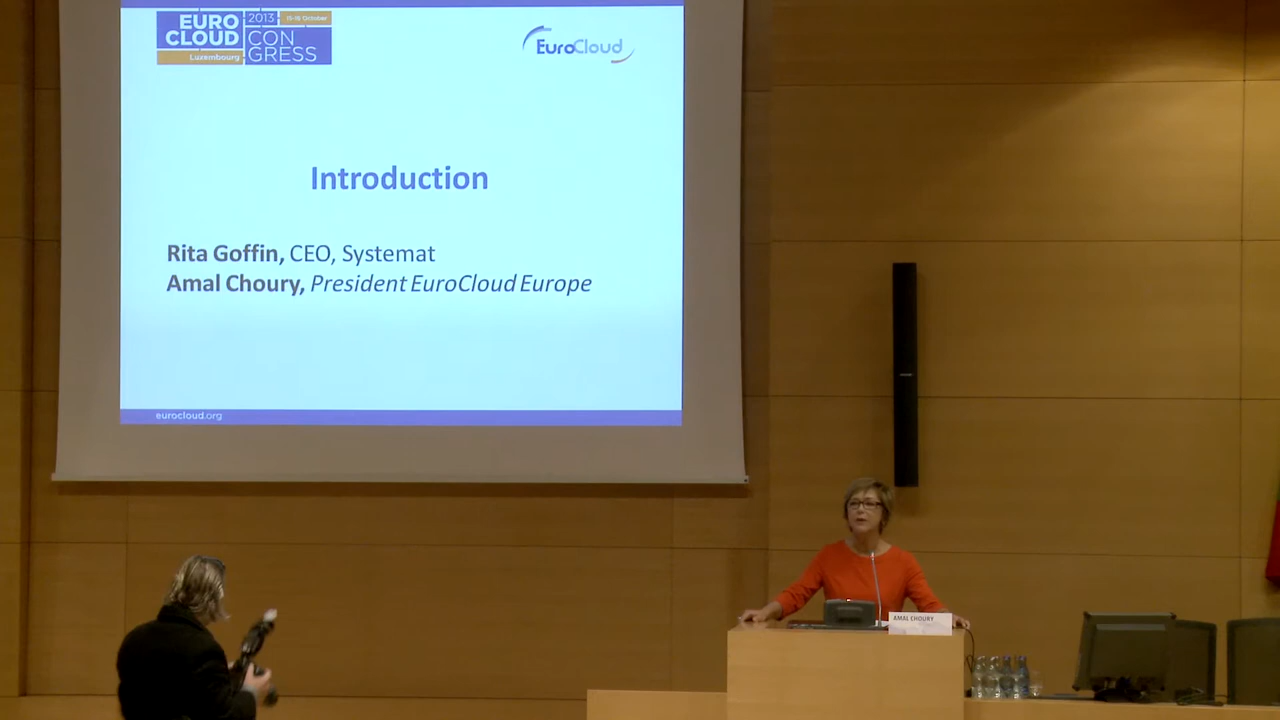 EURO
CLOUD
Luxembourg
2013
15-16 October
CON
GRESS
EuroCloud
Introduction
Rita Goffin, CEO, Systemat
Amal Choury, President EuroCloud Europe
eurocloud.org
AMAL CHOURY